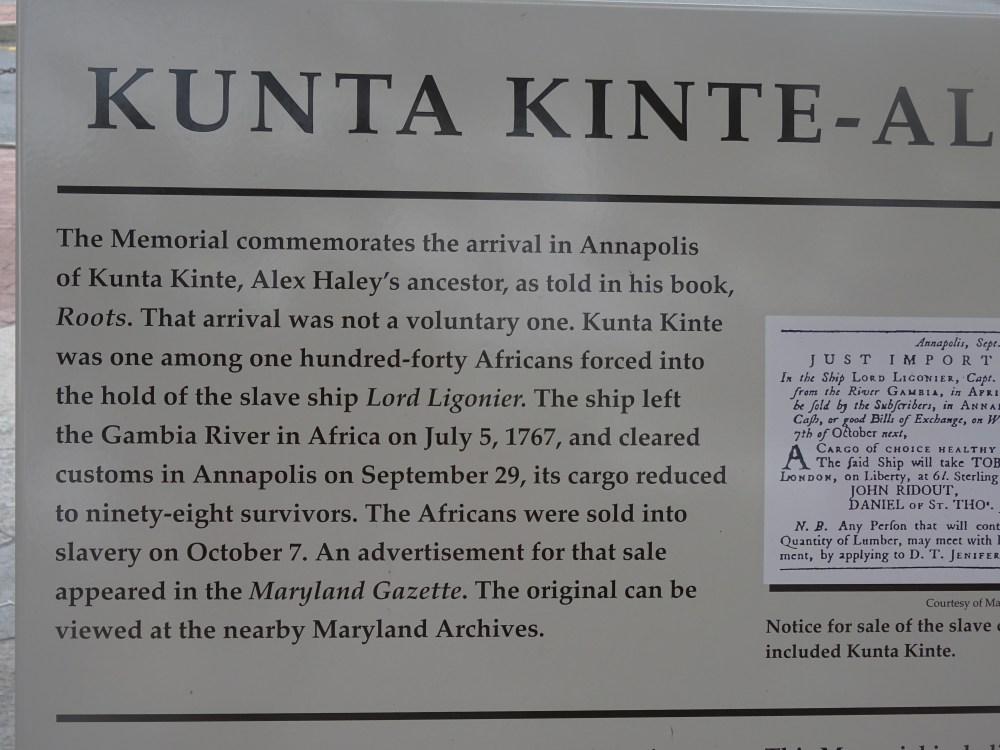 KUNTA KINTE-AL
The Memorial commemorates the arrival in Annapolis
of Kunta Kinte, Alex Haley's ancestor, as told in his book,
Roots. That arrival was not a voluntary one. Kunta Kinte
was one among one hundred-forty Africans forced into
the hold of the slave ship Lord Ligonier. The ship left
the Gambia River in Africa on July 5, 1767, and cleared
customs in Annapolis on September 29, its cargo reduced
to ninety-eight survivors. The Africans were sold into
slavery on October 7. An advertisement for that sale
appeared in the Maryland Gazette. The original can be
viewed at the nearby Maryland Archives.
Annapolis, Sept.
JUST IMPORT
In the Ship LORD LIGONIER, Capt.
from the River GAMBIA, in AFRI
be ſold by the Subſcribers, in ANNA
Caſh, or good Bills of Exchange, on W
7th of October next,
A CARGO OF CHOICE HEALTHY
The ſaid Ship will take TOB
LONDON, on Liberty, at 6l. Sterling
JOHN RIDOUT,
DANIEL OF ST. THOs.
N. B. Any Perſon that will cont
Quantity of Lumber, may meet with
ment, by applying to D. T. JENIFER
Courtesy of Ma
Notice for sale of the slave
included Kunta Kinte.